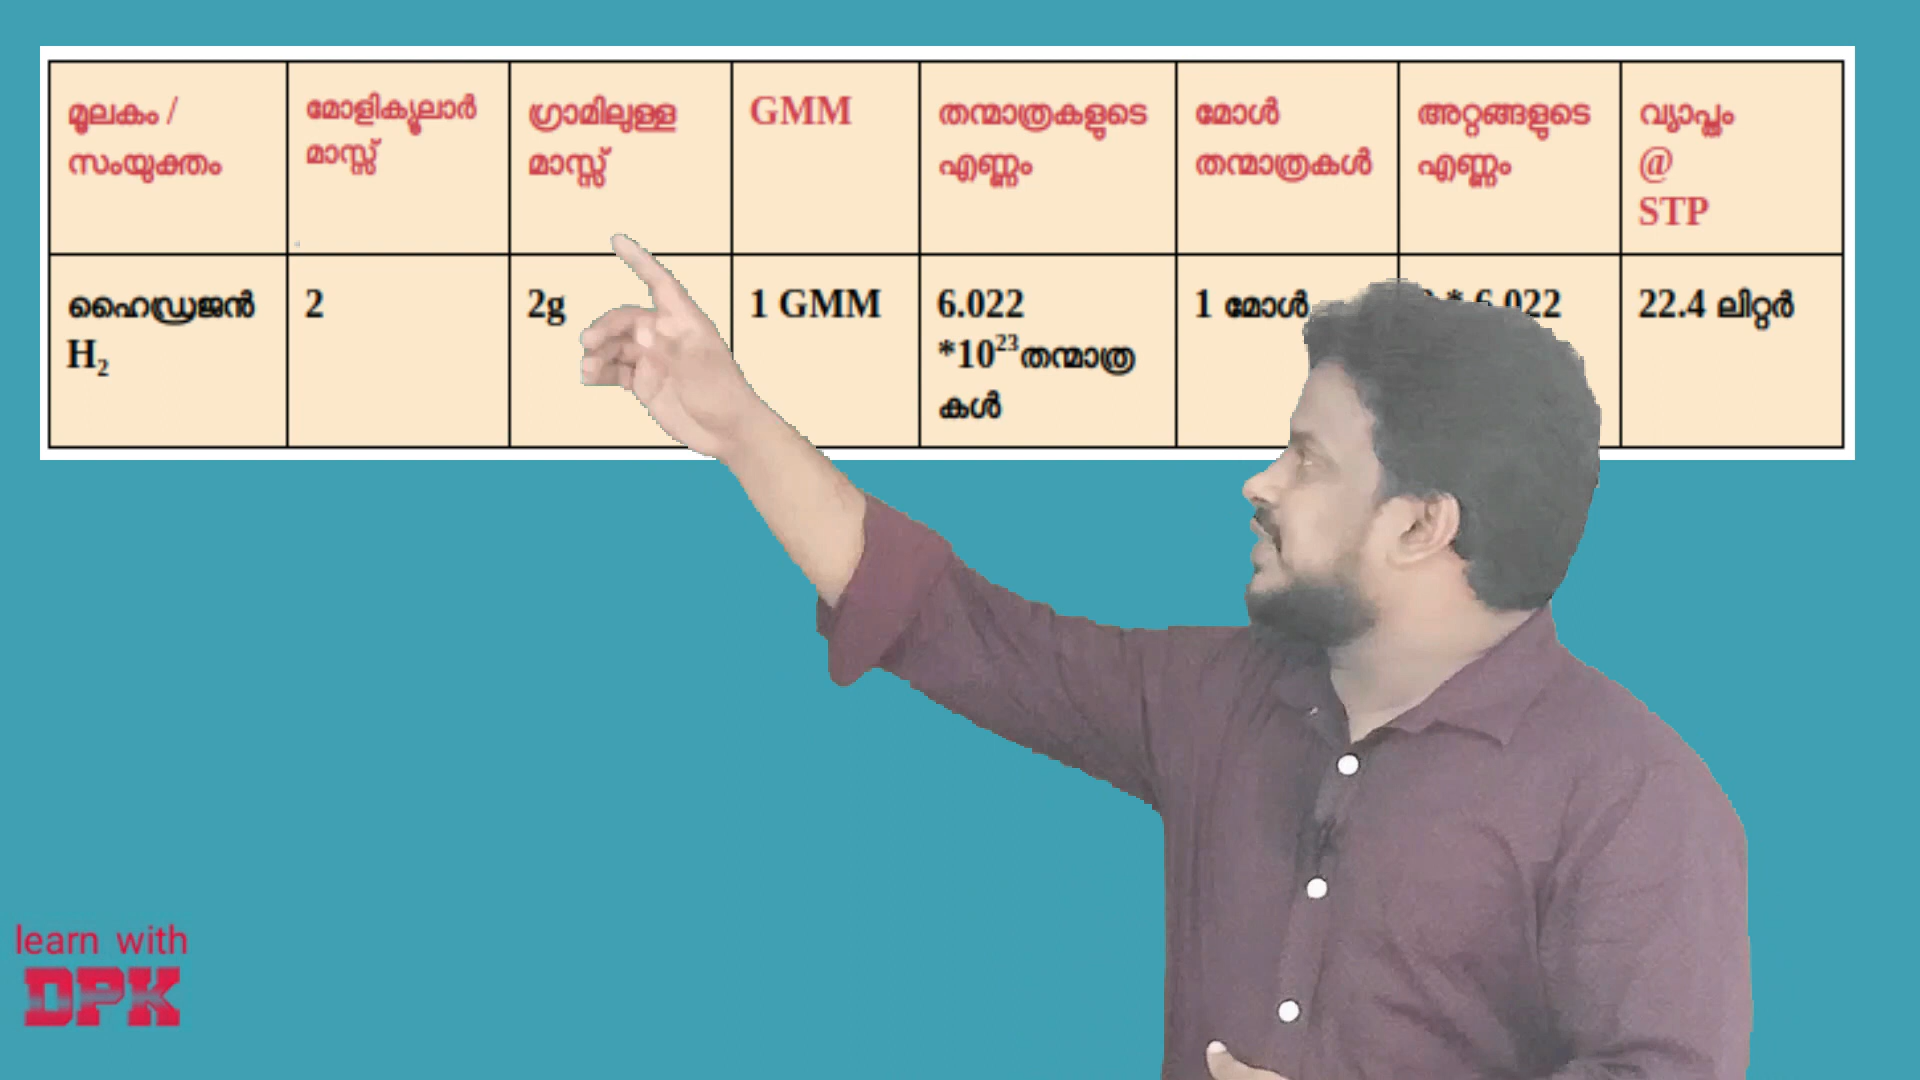 മൂലകം /
സംയുക്തം
മോളിക്യൂലാർ
മാസ്സ്
ഗ്രാമിലുള്ള
മാസ്സ്
GMM
തന്മാത്രകളുടെ
എണ്ണം
മോൾ
തന്മാത്രകൾ
അറ്റങ്ങളുടെ
എണ്ണം
വ്യാപ്തം
@
STP
ഹൈഡ്രജൻ
H₂
2
2g
1 GMM
6.022
*10²³തന്മാത്ര
കൾ
1 മോൾ
6.022
22.4 ലിറ്റർ
learn with
DPK